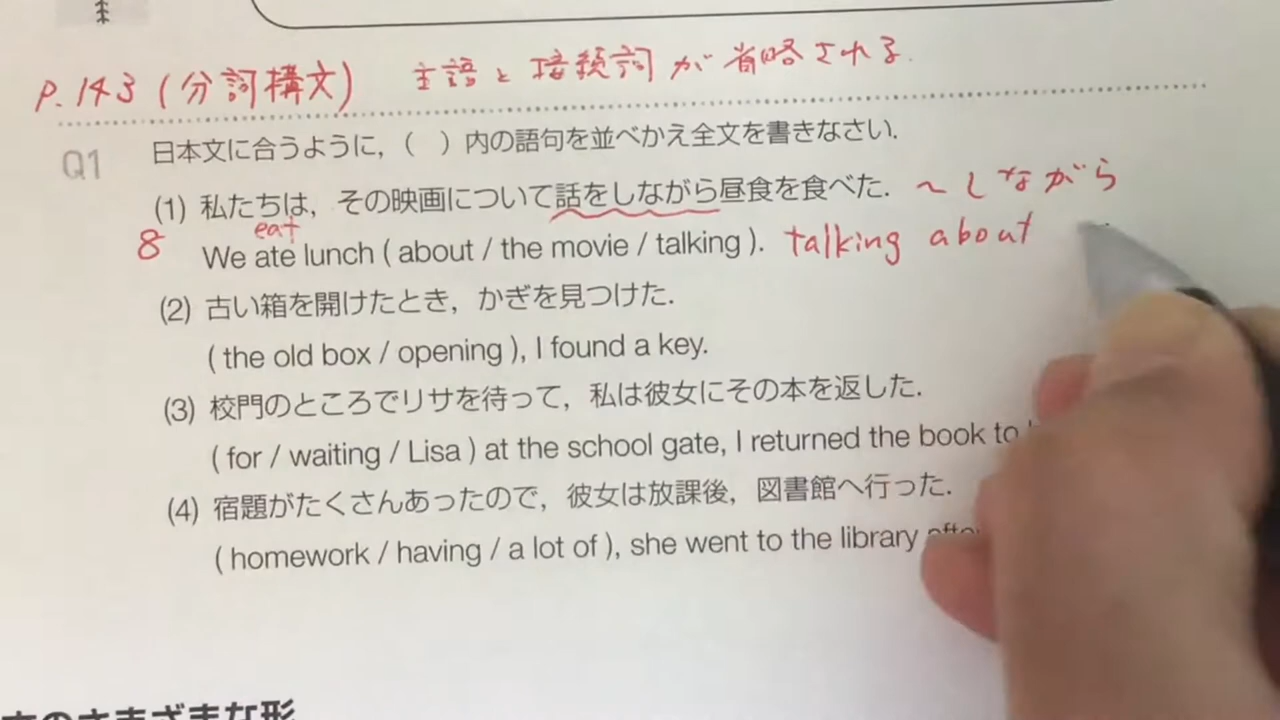 P.143 (分詞構文) 主語と接続詞が省略される.
Q1 日本文に合うように, ( ) 内の語句を並べかえ全文を書きなさい.
(1) 私たちは, その映画について話をしながら昼食を食べた. ~しながら
eat
8 We ate lunch ( about / the movie / talking ). talking about
(2) 古い箱を開けたとき, かぎを見つけた.
( the old box / opening ), I found a key.
(3) 校門のところでリサを待って, 私は彼女にその本を返した.
( for / waiting / Lisa ) at the school gate, I returned the book to
(4) 宿題がたくさんあったので, 彼女は放課後, 図書館へ行った.
( homework / having / a lot of ), she went to the library
のさまざまな形